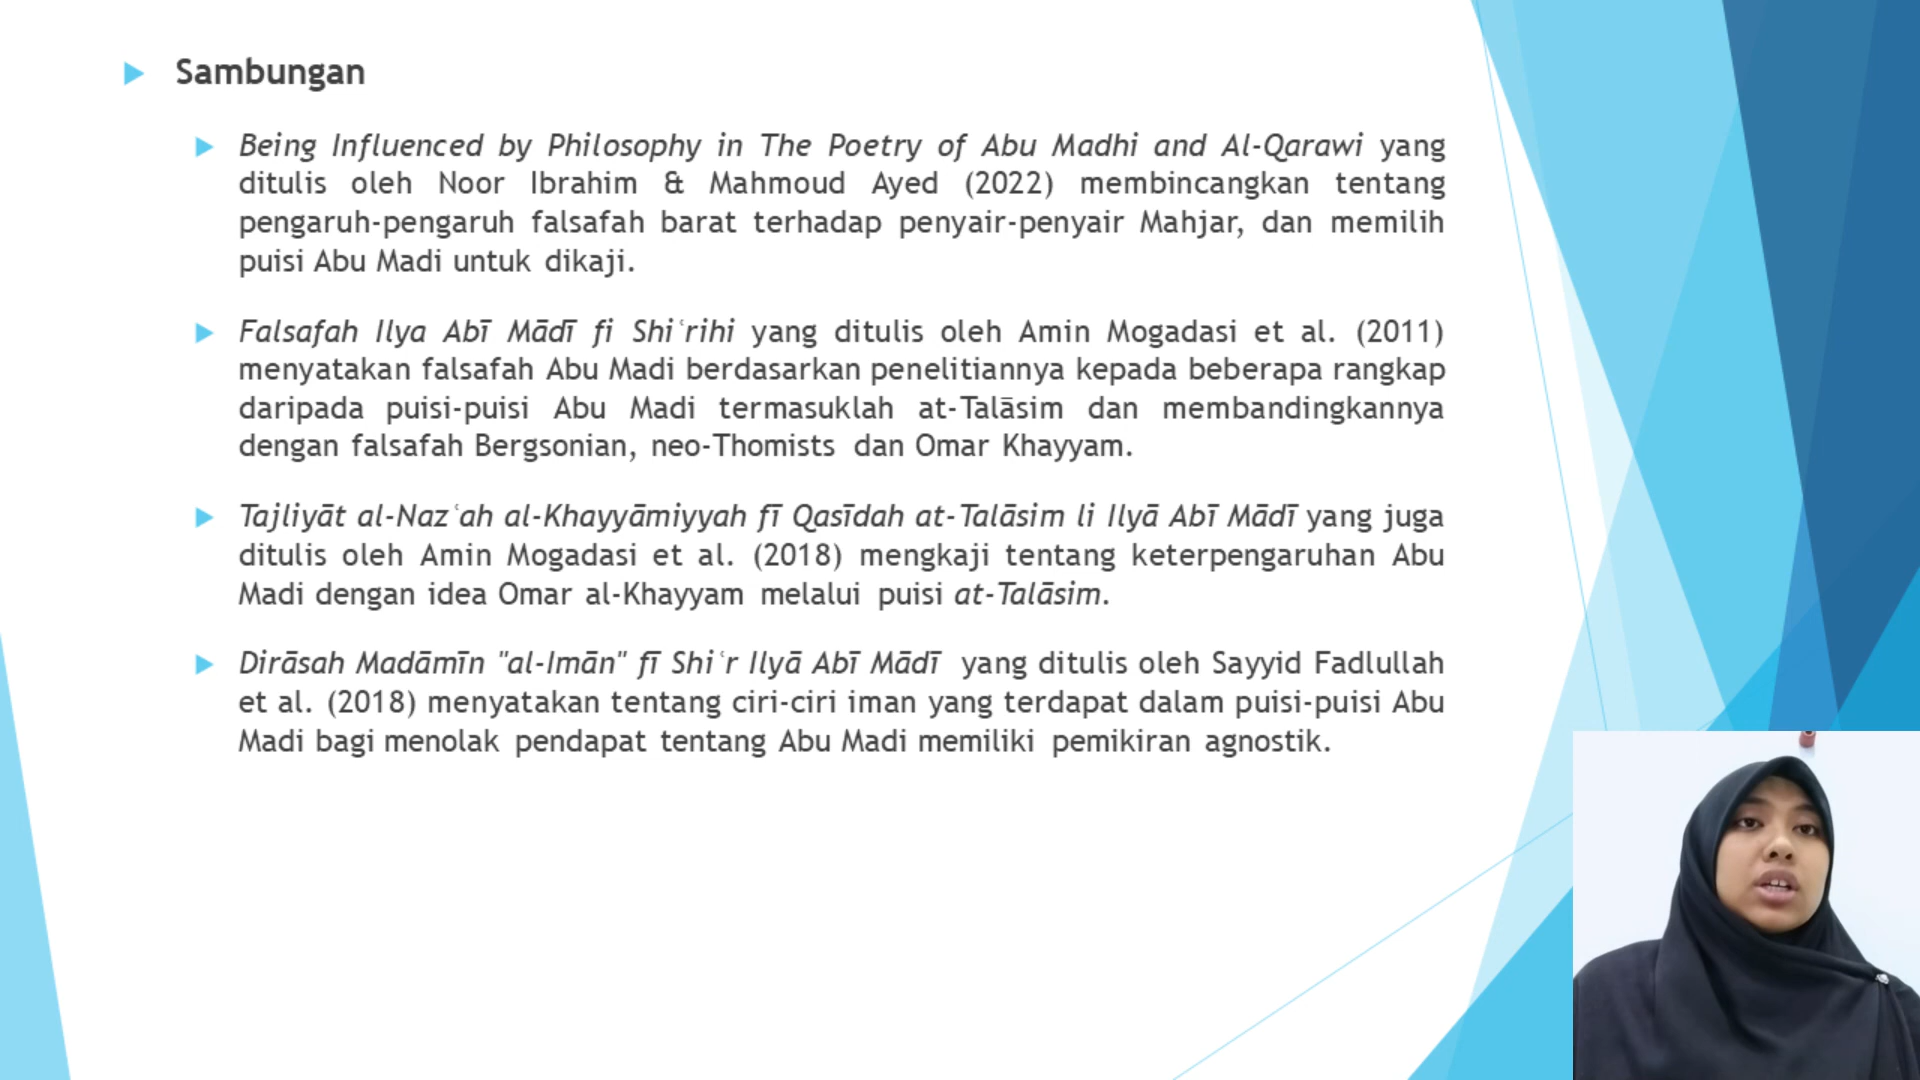 Sambungan
Being Influenced by Philosophy in The Poetry of Abu Madhi and Al-Qarawi yang
ditulis oleh Noor Ibrahim & Mahmoud Ayed (2022) membincangkan tentang
pengaruh-pengaruh falsafah barat terhadap penyair-penyair Mahjar, dan memilih
puisi Abu Madi untuk dikaji.
Falsafah Ilya Abī Mādī fi Shiʿrihi yang ditulis oleh Amin Mogadasi et al. (2011)
menyatakan falsafah Abu Madi berdasarkan penelitiannya kepada beberapa rangkap
daripada puisi-puisi Abu Madi termasuklah at-Talāsim dan membandingkannya
dengan falsafah Bergsonian, neo-Thomists dan Omar Khayyam.
Tajliyāt al-Nazʿah al-Khayyāmiyyah fī Qasīdah at-Talāsim li Ilyā Abī Mādī yang juga
ditulis oleh Amin Mogadasi et al. (2018) mengkaji tentang keterpengaruhan Abu
Madi dengan idea Omar al-Khayyam melalui puisi at-Talāsim.
Dirāsah Madāmīn "al-Imān" fī Shiʿr Ilyā Abī Mādī yang ditulis oleh Sayyid Fadlullah
et al. (2018) menyatakan tentang ciri-ciri iman yang terdapat dalam puisi-puisi Abu
Madi bagi menolak pendapat tentang Abu Madi memiliki pemikiran agnostik.